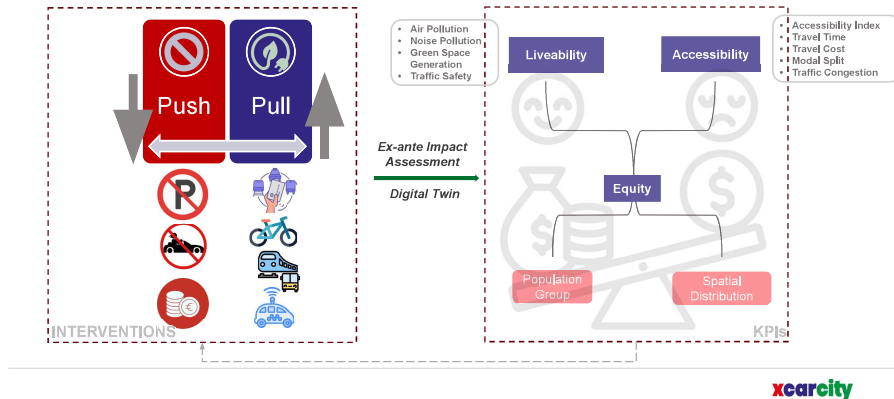 Push
Pull
P
€
INTERVENTIONS
Ex-ante Impact
Assessment
Digital Twin
• Air Pollution
• Noise Pollution
• Green Space
Generation
• Traffic Safety
Liveability
Accessibility
• Accessibility Index
• Travel Time
• Travel Cost
• Modal Split
• Traffic Congestion
Equity
$
$
Population
Group
Spatial
Distribution
KPIs
xcarcity